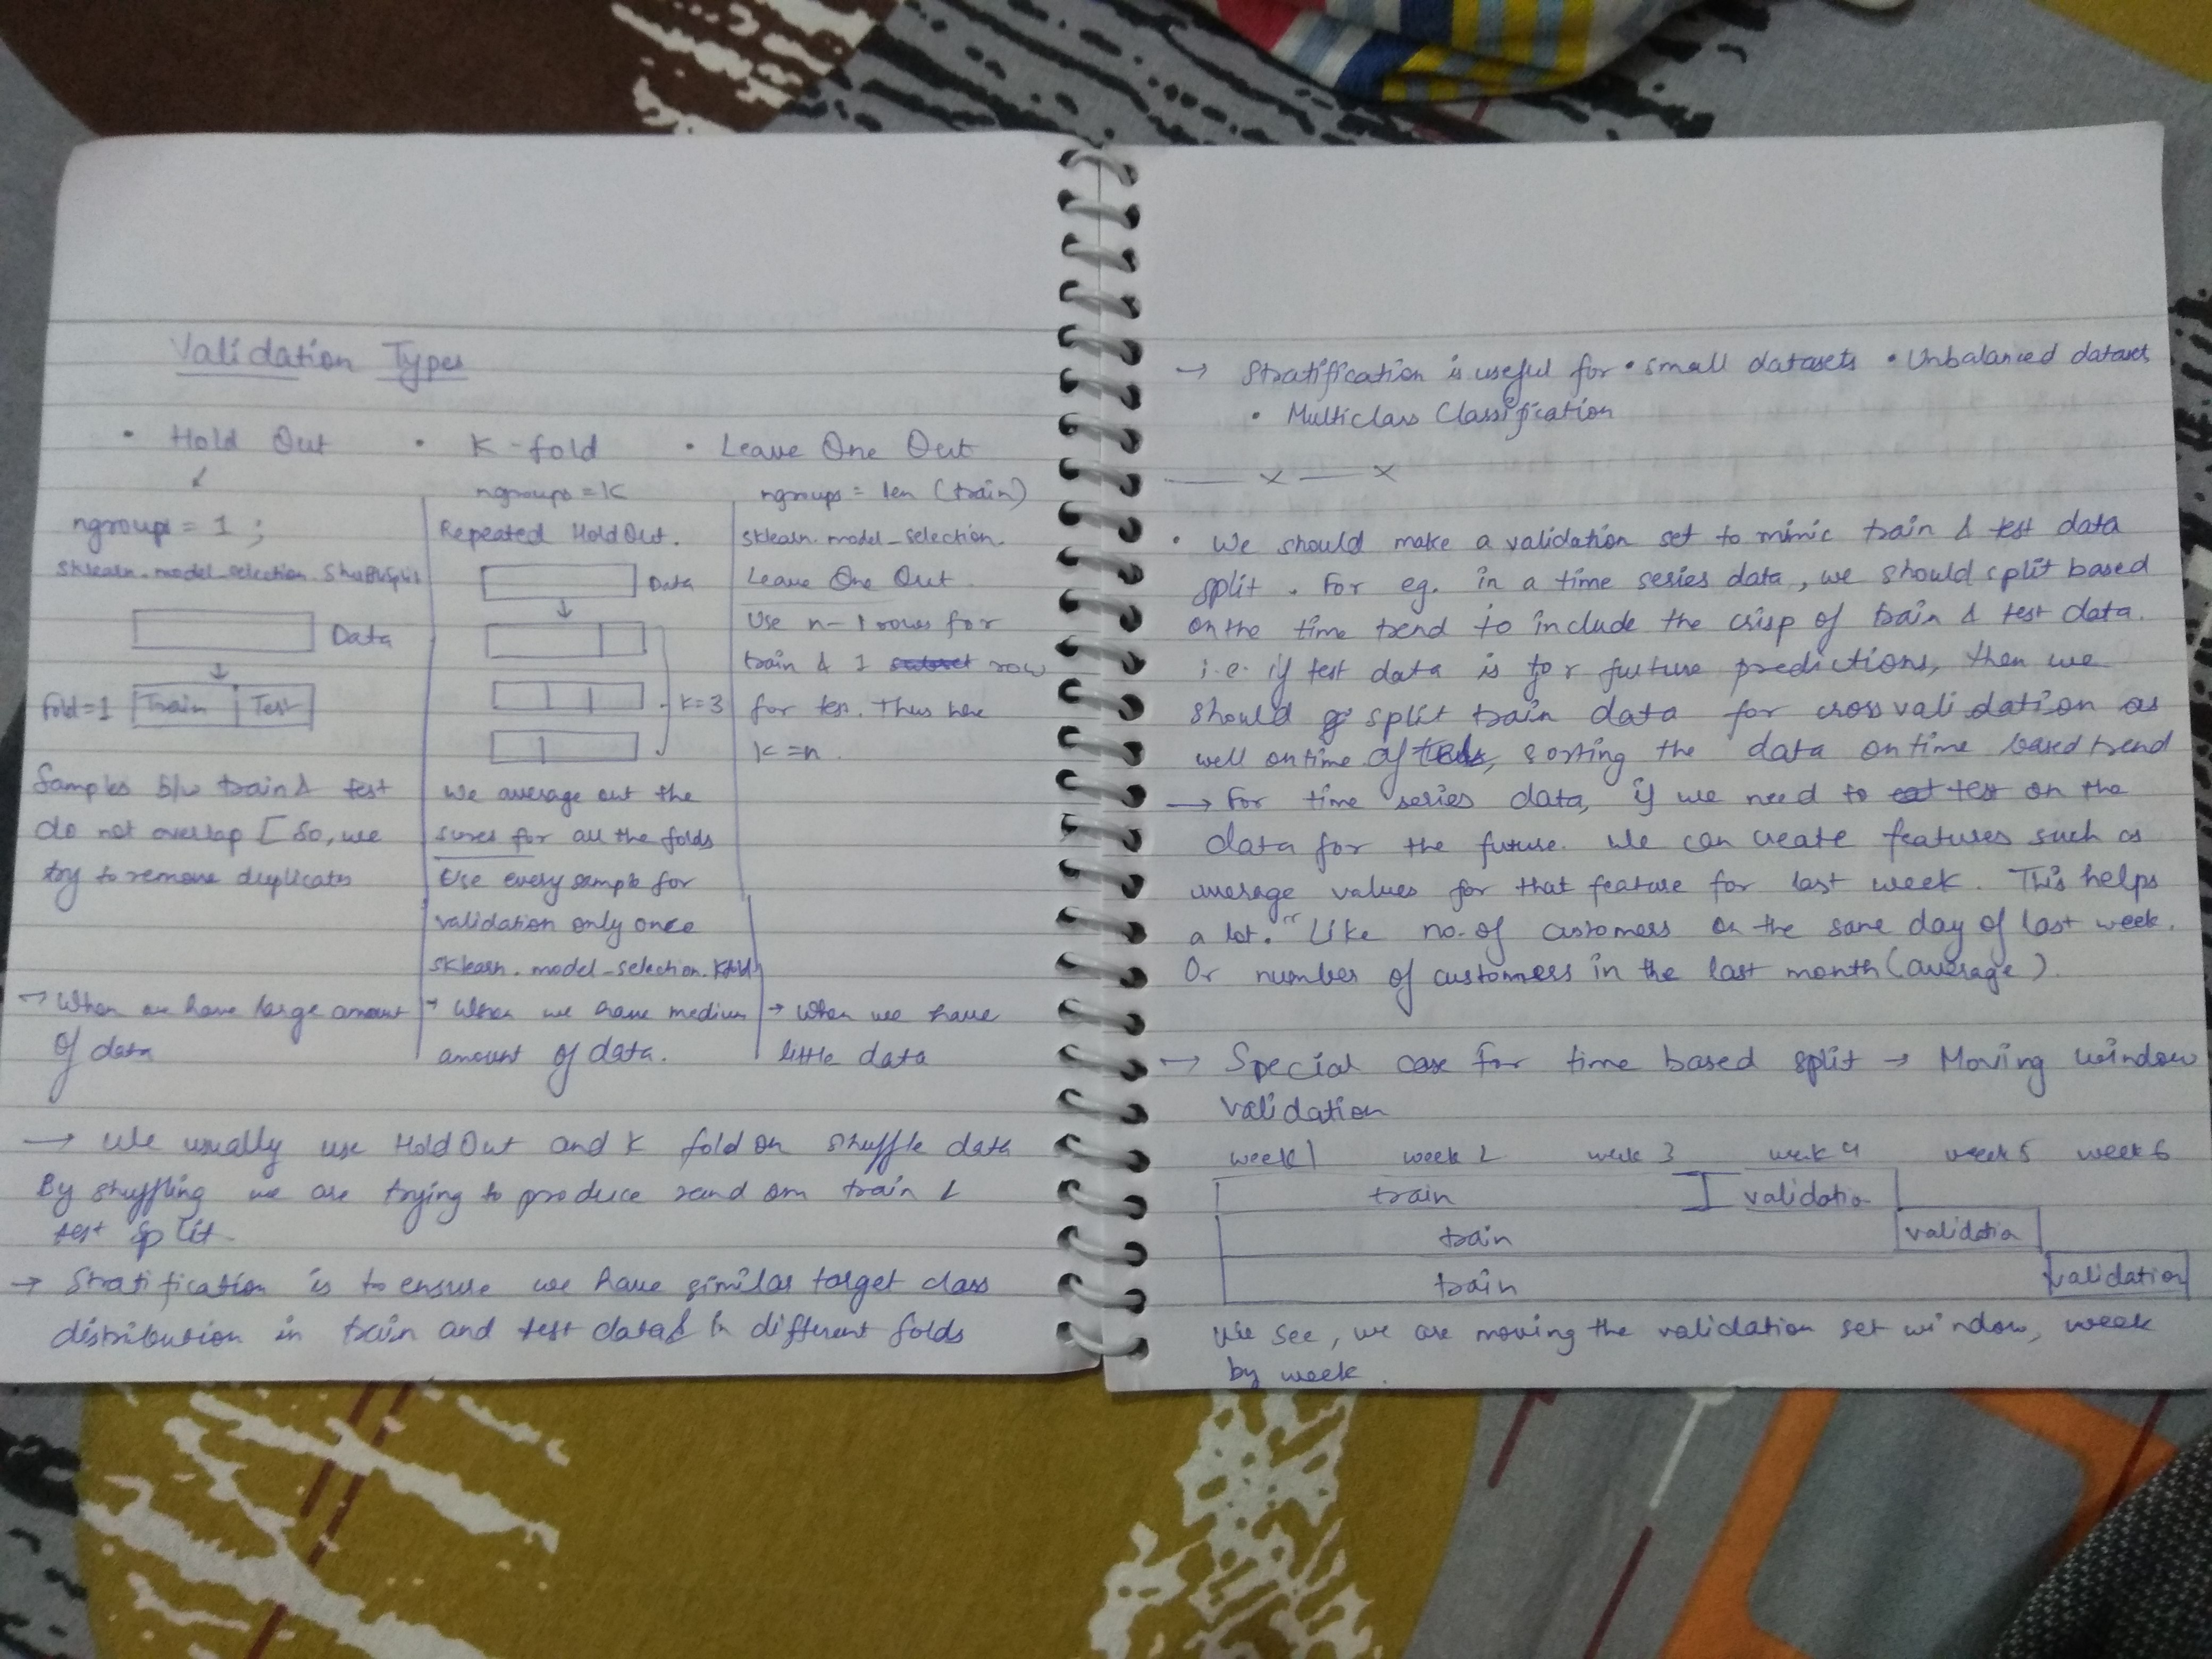 Validation Types
• Hold Out
ngroups = 1 ;
sklearn.model_selection.ShuffleSplit
Data
fold=1 Train Test
Samples b/w train & test
do not overlap [ So, we
try to remove duplicates
→ When we have large amount
of data
• K-fold
ngroups = K
Repeated HoldOut.
Data
K=3
We average out the
scores for all the folds
Use every sample for
validation only once
sklearn.model_selection.Kfold
→ When we have medium
amount of data.
• Leave One Out
ngroups = len (train)
sklearn.model_selection.
Leave One Out
Use n-1 rows for
train & 1 row
for test. Thus here
K = n.
→ When we have
little data
→ We usually use HoldOut and K fold on shuffle data
By shuffling we are trying to produce random train &
test split.
→ Stratification is to ensure we have similar target class
distribution in train and test data in different folds
→ Stratification is useful for • small datasets • Unbalanced dataset
• Multiclass Classification
— x — x
• We should make a validation set to mimic train & test data
split. For eg. in a time series data, we should split based
on the time trend to include the crisp of train & test data.
i.e. if test data is for future predictions, then we
should split train data for cross validation as
well on time sorting the data on time based trend
→ For time series data, if we need to test on the
data for the future. We can create features such as
average values for that feature for last week. This helps
a lot. " Like no. of customers on the same day of last week.
Or number of customers in the last month (average).
→ Special case for time based split → Moving window
validation
week 1 week 2 week 3 week 4 week 5 week 6
train validatio
train validatio
train validation
We see, we are moving the validation set window, week
by week.